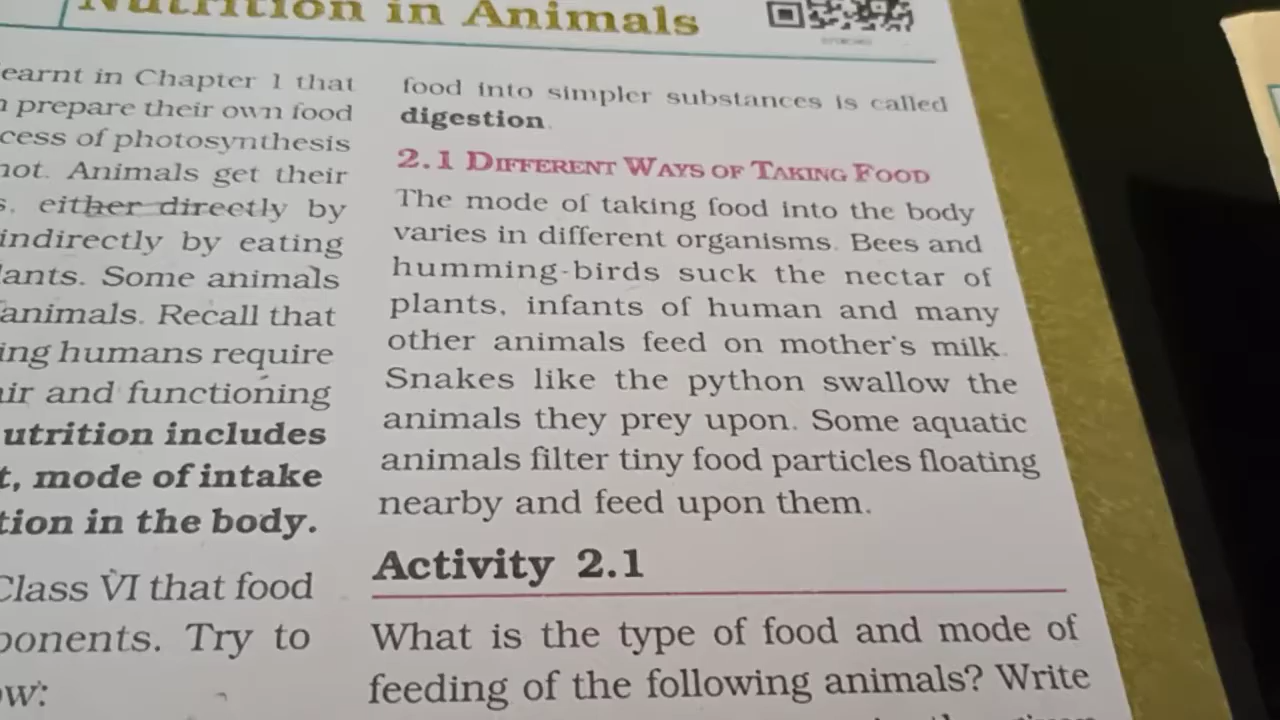 Nutrition in Animals
earnt in Chapter 1 that
prepare their own food
cess of photosynthesis
not. Animals get their
s, either directly by
indirectly by eating
lants. Some animals
animals. Recall that
ing humans require
air and functioning
utrition includes
t, mode of intake
tion in the body.
Class VI that food
ponents. Try to
ow:
food into simpler substances is called
digestion.
2.1 DIFFERENT WAYS OF TAKING FOOD
The mode of taking food into the body
varies in different organisms. Bees and
humming-birds suck the nectar of
plants, infants of human and many
other animals feed on mother's milk.
Snakes like the python swallow the
animals they prey upon. Some aquatic
animals filter tiny food particles floating
nearby and feed upon them.
Activity 2.1
What is the type of food and mode of
feeding of the following animals? Write